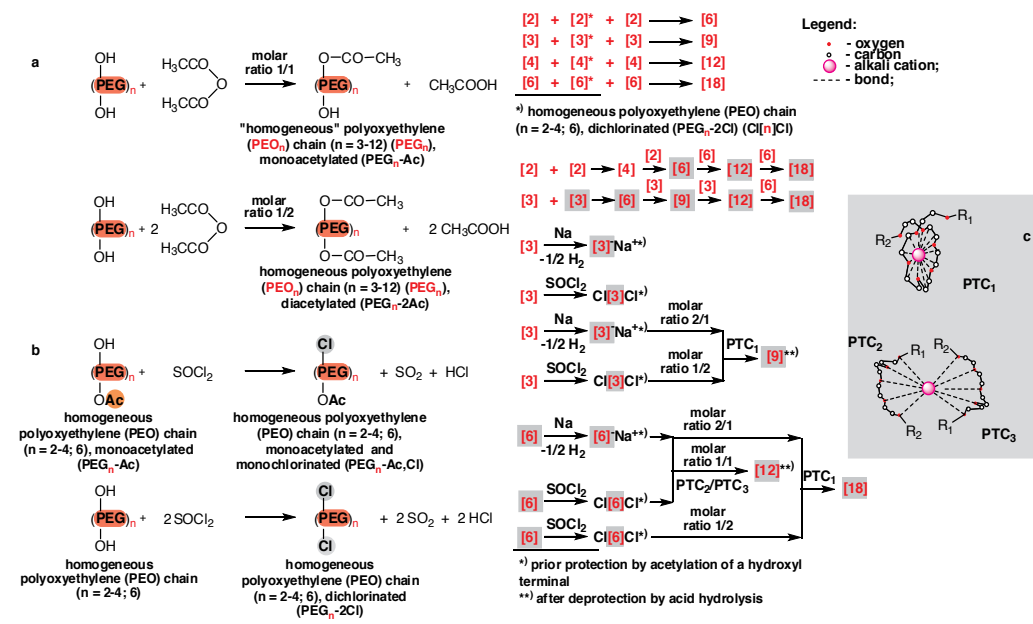 a
OH
(PEG)n
OH
+
H3CCO
O
H3CCO
molar
ratio 1/1
O—CO—CH3
(PEG)n
OH
+ CH3COOH
"homogeneous" polyoxyethylene
(PEOn) chain (n = 3-12) (PEGn),
monoacetylated (PEGn-Ac)
OH
(PEG)n
OH
+ 2
H3CCO
O
H3CCO
molar
ratio 1/2
O—CO—CH3
(PEG)n
O—CO—CH3
+ 2 CH3COOH
homogeneous polyoxyethylene
(PEOn) chain (n = 3-12) (PEGn),
diacetylated (PEGn-2Ac)
b
OH
(PEG)n
OAc
+ SOCl2
Cl
(PEG)n
OAc
+ SO2 + HCl
homogeneous
polyoxyethylene (PEO) chain
(n = 2-4; 6), monoacetylated
(PEGn-Ac)
homogeneous polyoxyethylene
(PEO) chain (n = 2-4; 6),
monoacetylated and
monochlorinated (PEGn-Ac,Cl)
OH
(PEG)n
OH
+ 2SOCl2
Cl
(PEG)n
Cl
+ 2SO2 + 2HCl
homogeneous
polyoxyethylene (PEO) chain
(n = 2-4; 6)
homogeneous
polyoxyethylene (PEO) chain
(n = 2-4; 6), dichlorinated
(PEGn-2Cl)
[2] + [2]* + [2] → [6]
[3] + [3]* + [3] → [9]
[4] + [4]* + [4] → [12]
[6] + [6]* + [6] → [18]
*) homogeneous polyoxyethylene (PEO) chain
(n = 2-4; 6), dichlorinated (PEGn-2Cl) (Cl[n]Cl)
[2] [6] [6]
[2] + [2] → [4] → [6] → [12] → [18]
[3] [3] [6]
[3] + [3] → [6] → [9] → [12] → [18]
Na
[3] → [3]-Na+*)
-1/2 H2
SOCl2
[3] → Cl[3]Cl*)
Na
[3] → [3]-Na+*)
-1/2 H2
molar
ratio 2/1
SOCl2
[3] → Cl[3]Cl*)
molar
ratio 1/2
PTC1
[9]**)
Na
[6] → [6]-Na+*)
-1/2 H2
molar
ratio 2/1
molar
ratio 1/1
PTC2/PTC3
[12]**)
SOCl2
[6] → Cl[6]Cl*)
SOCl2
[6] → Cl[6]Cl*)
molar
ratio 1/2
PTC1
[18]
*) prior protection by acetylation of a hydroxyl
terminal
**) after deprotection by acid hydrolysis
Legend:
- oxygen
- carbon
- alkali cation;
- bond;
c
R1
R2
PTC1
PTC2
R1
R2
R2
R1
PTC3